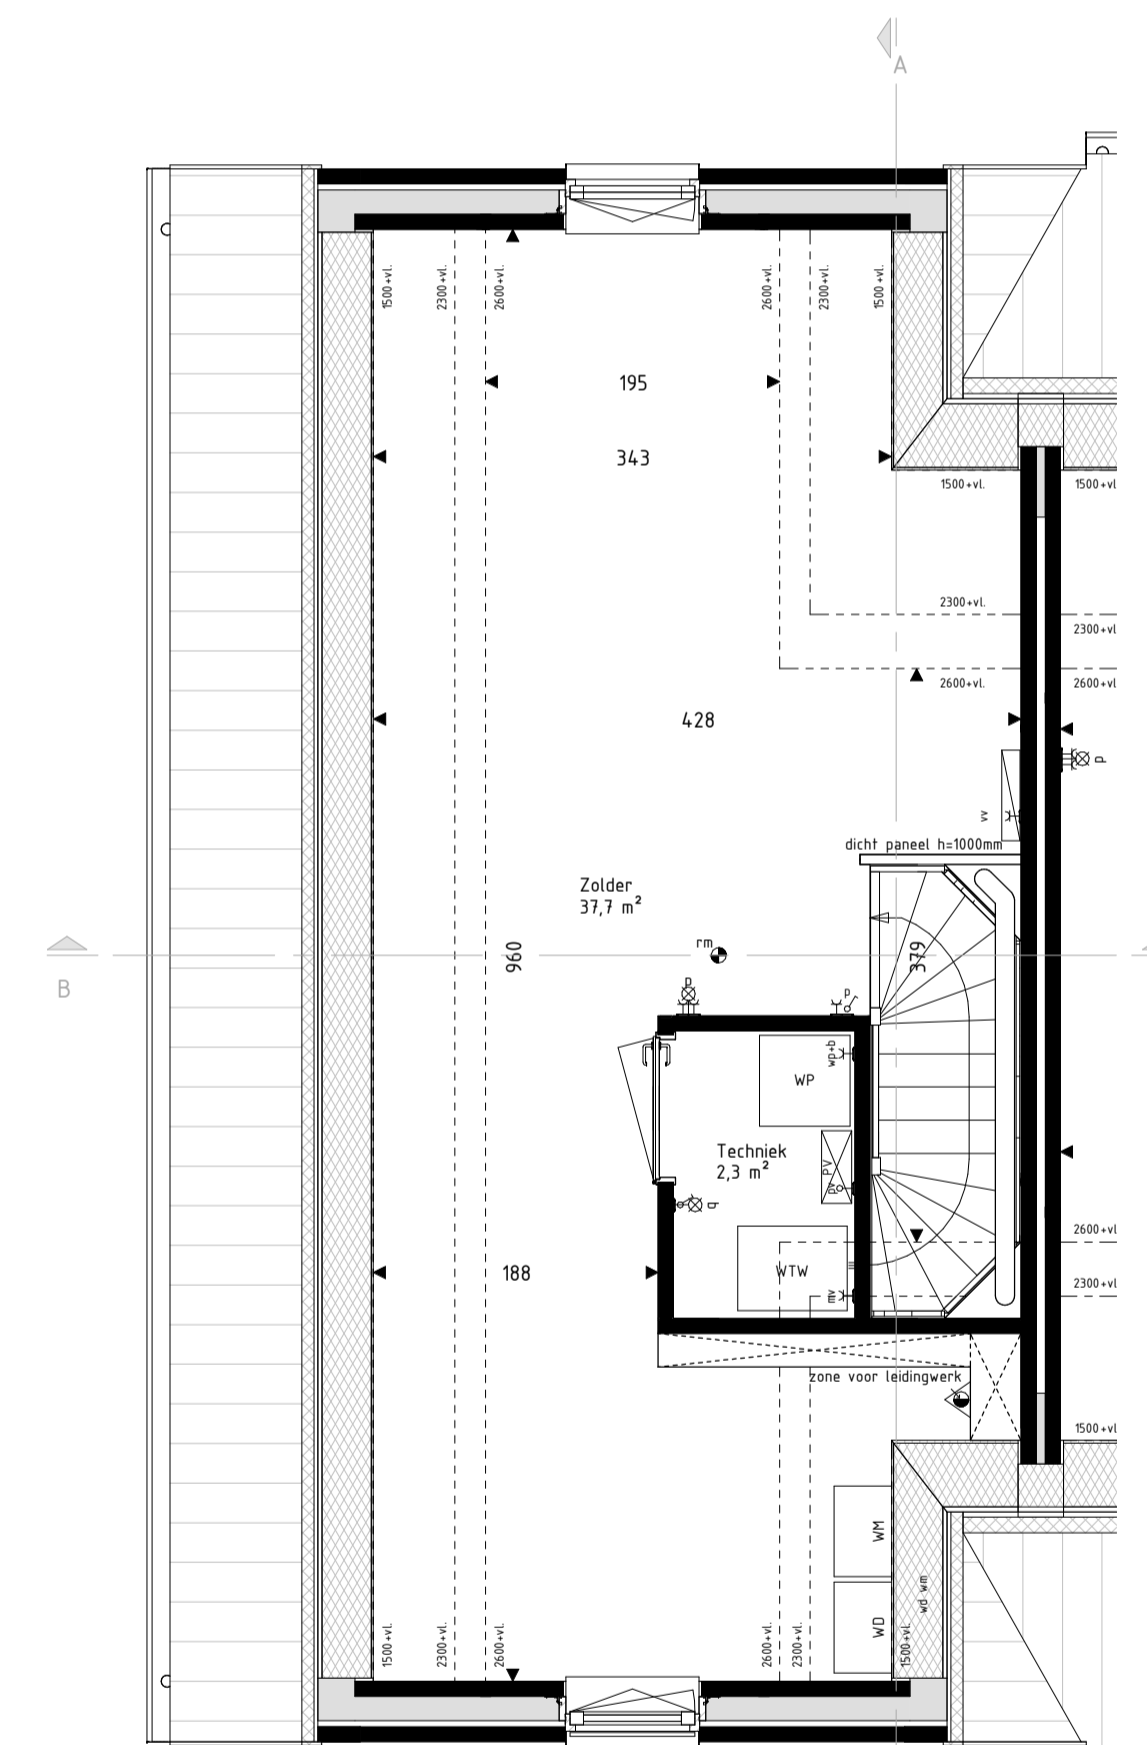 A
1500+vl.
2300+vl.
2600+vl.
2600+vl.
2300+vl.
1500+vl.
195
343
1500+vl.
1500+vl
2300+vl.
2300+vl
2600+vl.
2600+vl
428
p
vv
dicht paneel h=1000mm
Zolder
37,7 m²
960
rm
379
B
p
p
wp+b
WP
Techniek
2,3 m²
PV
pv
q
2600+vl
188
WTW
mv
2300+vl
zone voor leidingwerk
1500+vl
WM
wd wm
WD
1500+vl.
2300+vl.
2600+vl.
2600+vl.
2300+vl.
1500+vl.